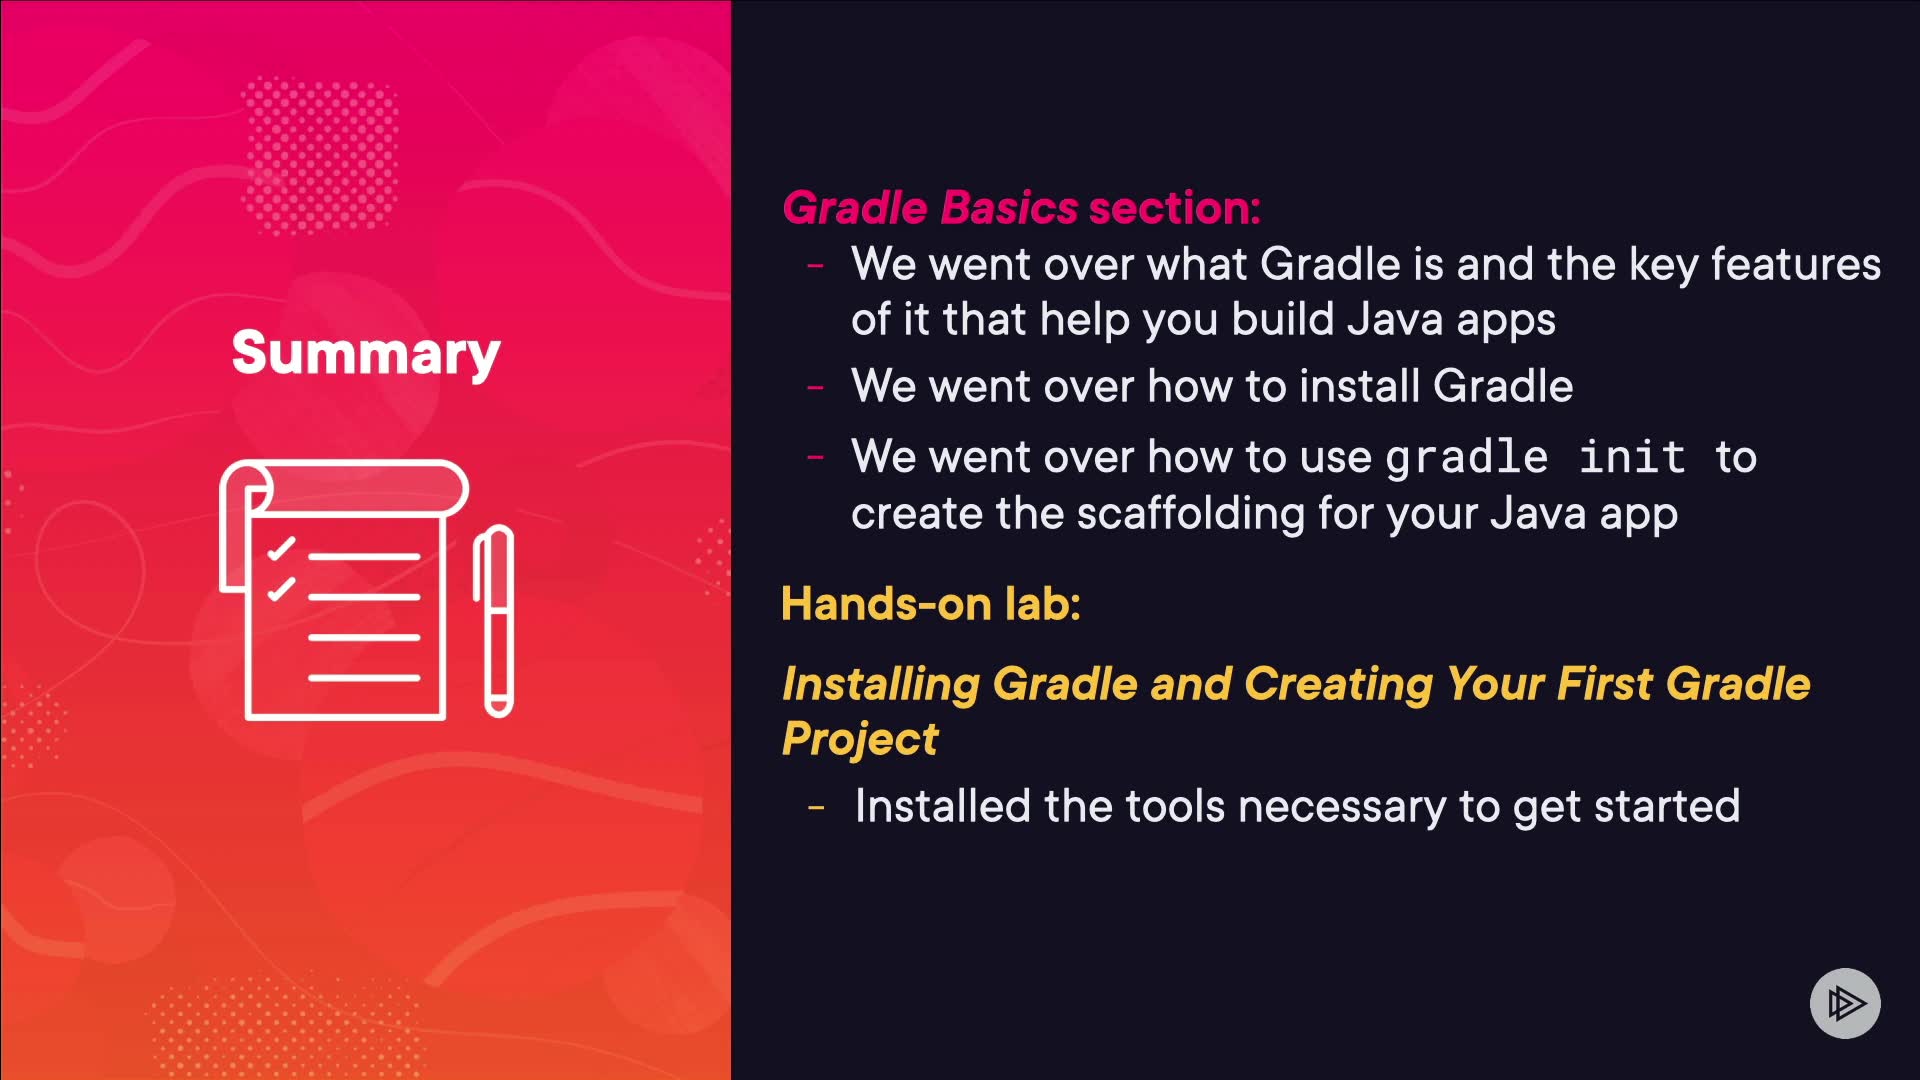 Summary
Gradle Basics section:
- We went over what Gradle is and the key features
of it that help you build Java apps
- We went over how to install Gradle
- We went over how to use gradle init to
create the scaffolding for your Java app
Hands-on lab:
Installing Gradle and Creating Your First Gradle
Project
- Installed the tools necessary to get started